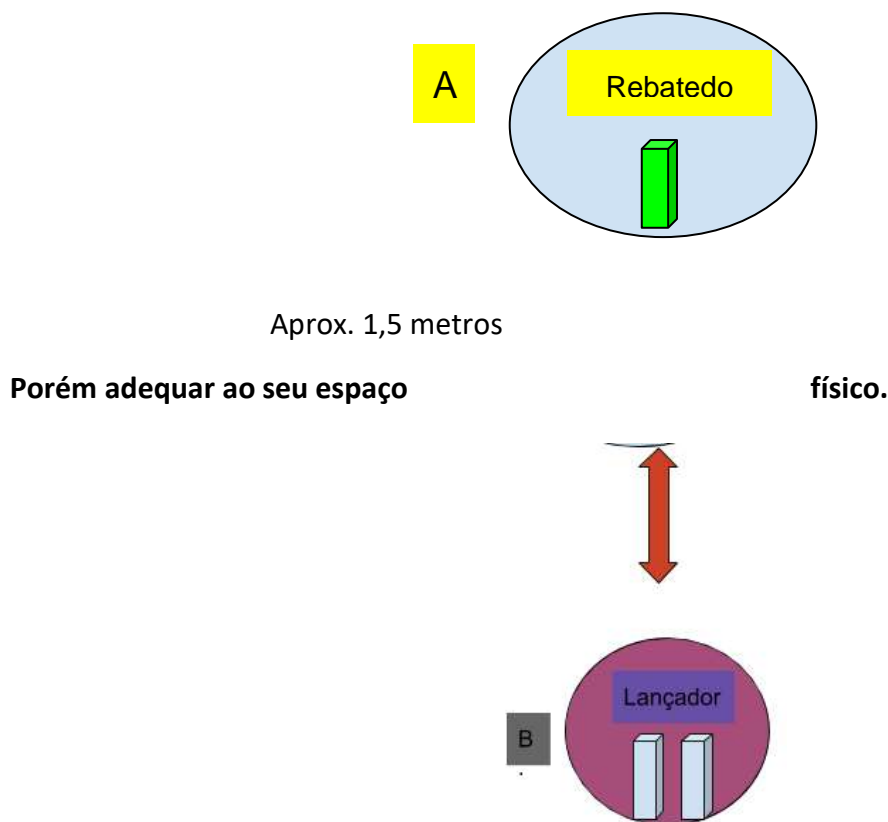 A
Rebatedo
Aprox. 1,5 metros
Porém adequar ao seu espaço físico.
Lançador
B
.